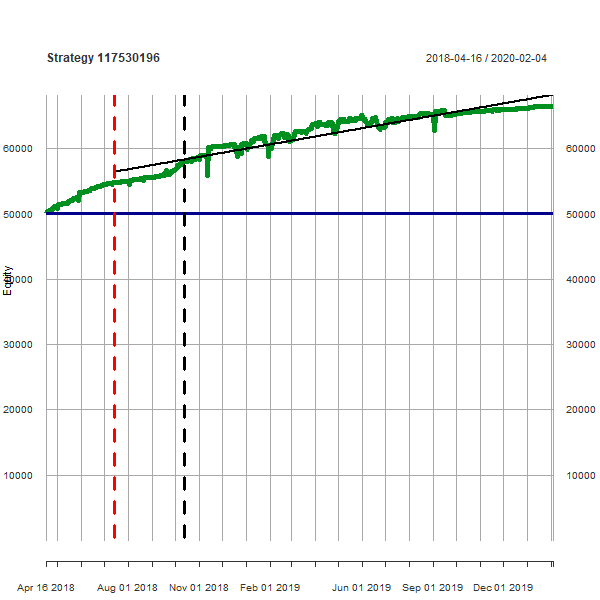 Strategy 117530196
2018-04-16 / 2020-02-04
Equity
60000
50000
40000
30000
20000
10000
60000
50000
40000
30000
20000
10000
Apr 16 2018
Aug 01 2018
Nov 01 2018
Feb 01 2019
Jun 01 2019
Sep 01 2019
Dec 01 2019